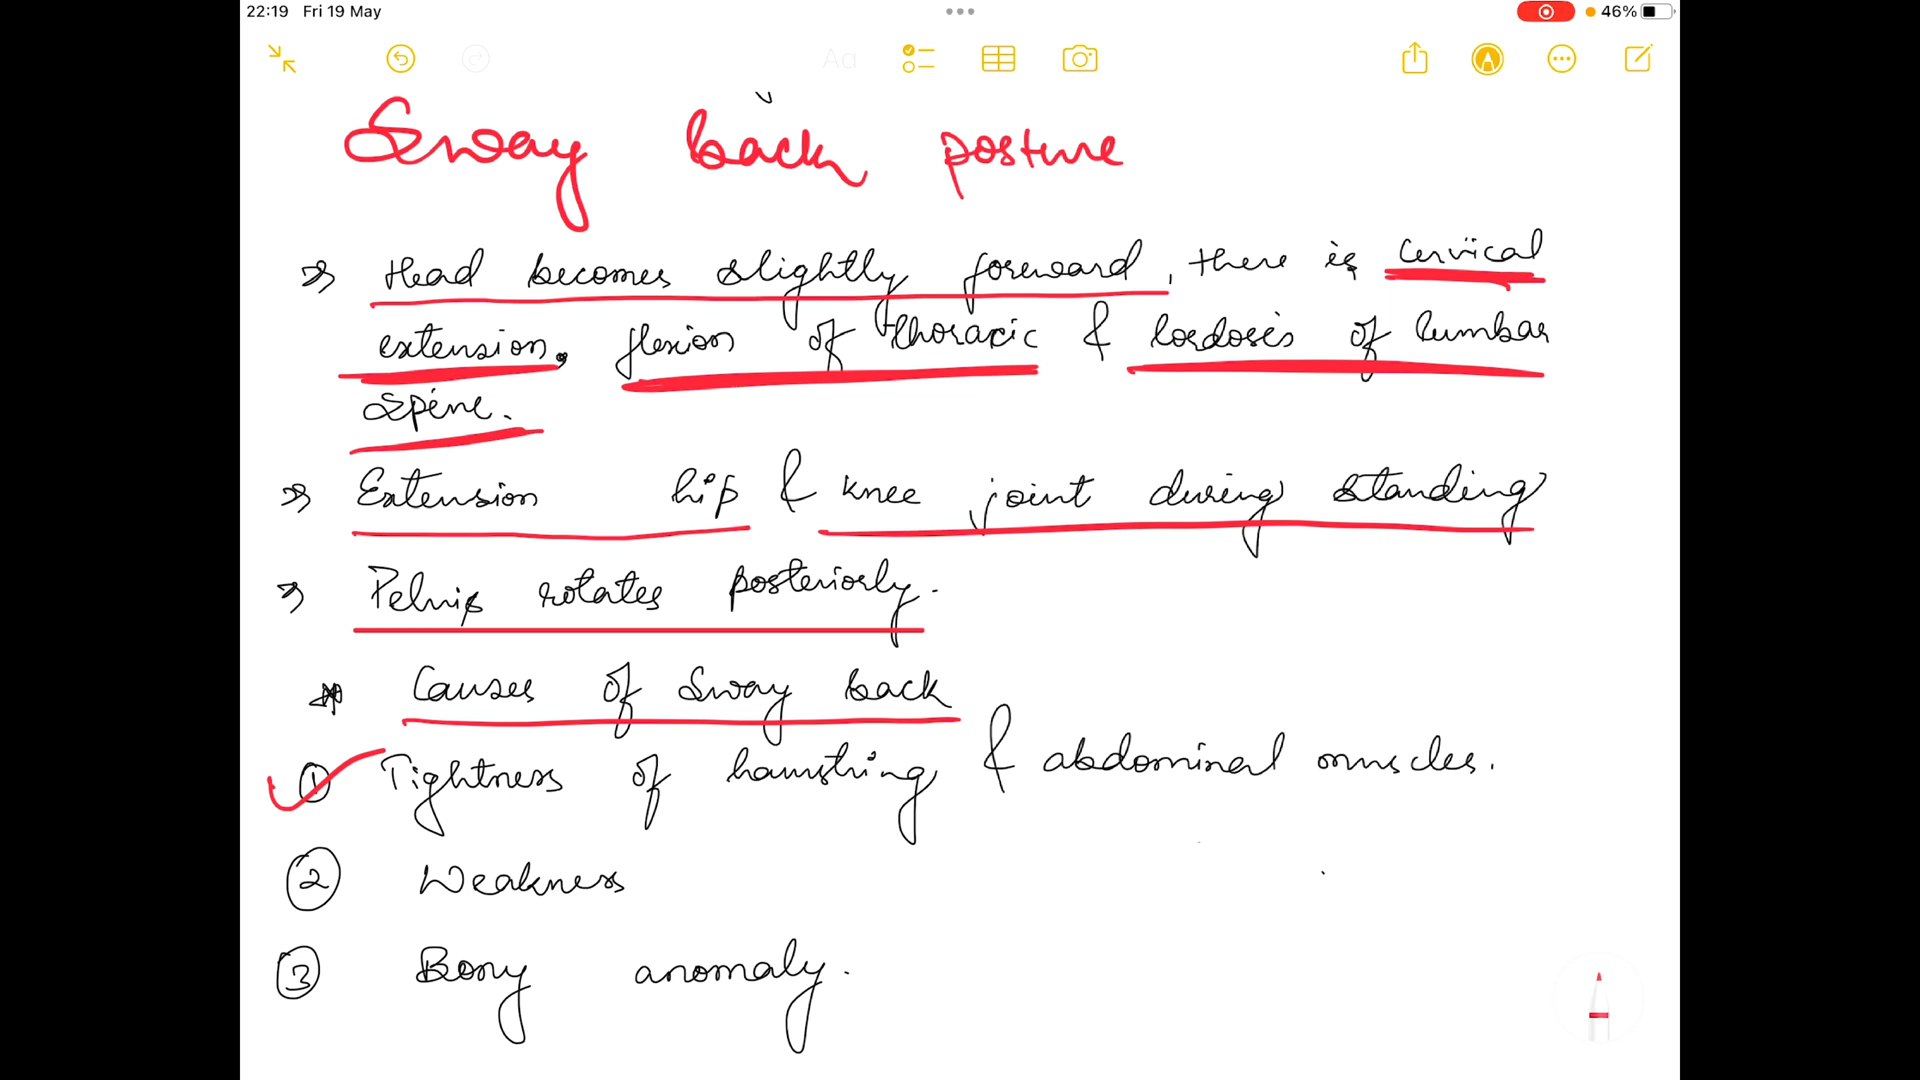 22:19 Fri 19 May
46%
Aa
Sway back posture
Head becomes slightly forward, there is cervical
extension, flexion of thoracic & lordosis of lumbar
spine.
Extension hip & knee joint during standing
Pelvis rotates posteriorly.
* Causes of Sway back
① Tightness of hamstring & abdominal muscles.
② Weakness
③ Bony anomaly.